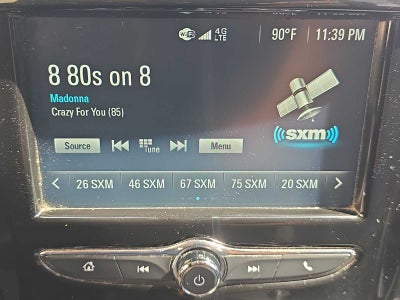 WiFi 4G LTE 90°F 11:39 PM
8 80s on 8
Madonna
Crazy For You (85)
((sxm))
Source Tune Menu
< 26 SXM 46 SXM 67 SXM 75 SXM 20 SXM >